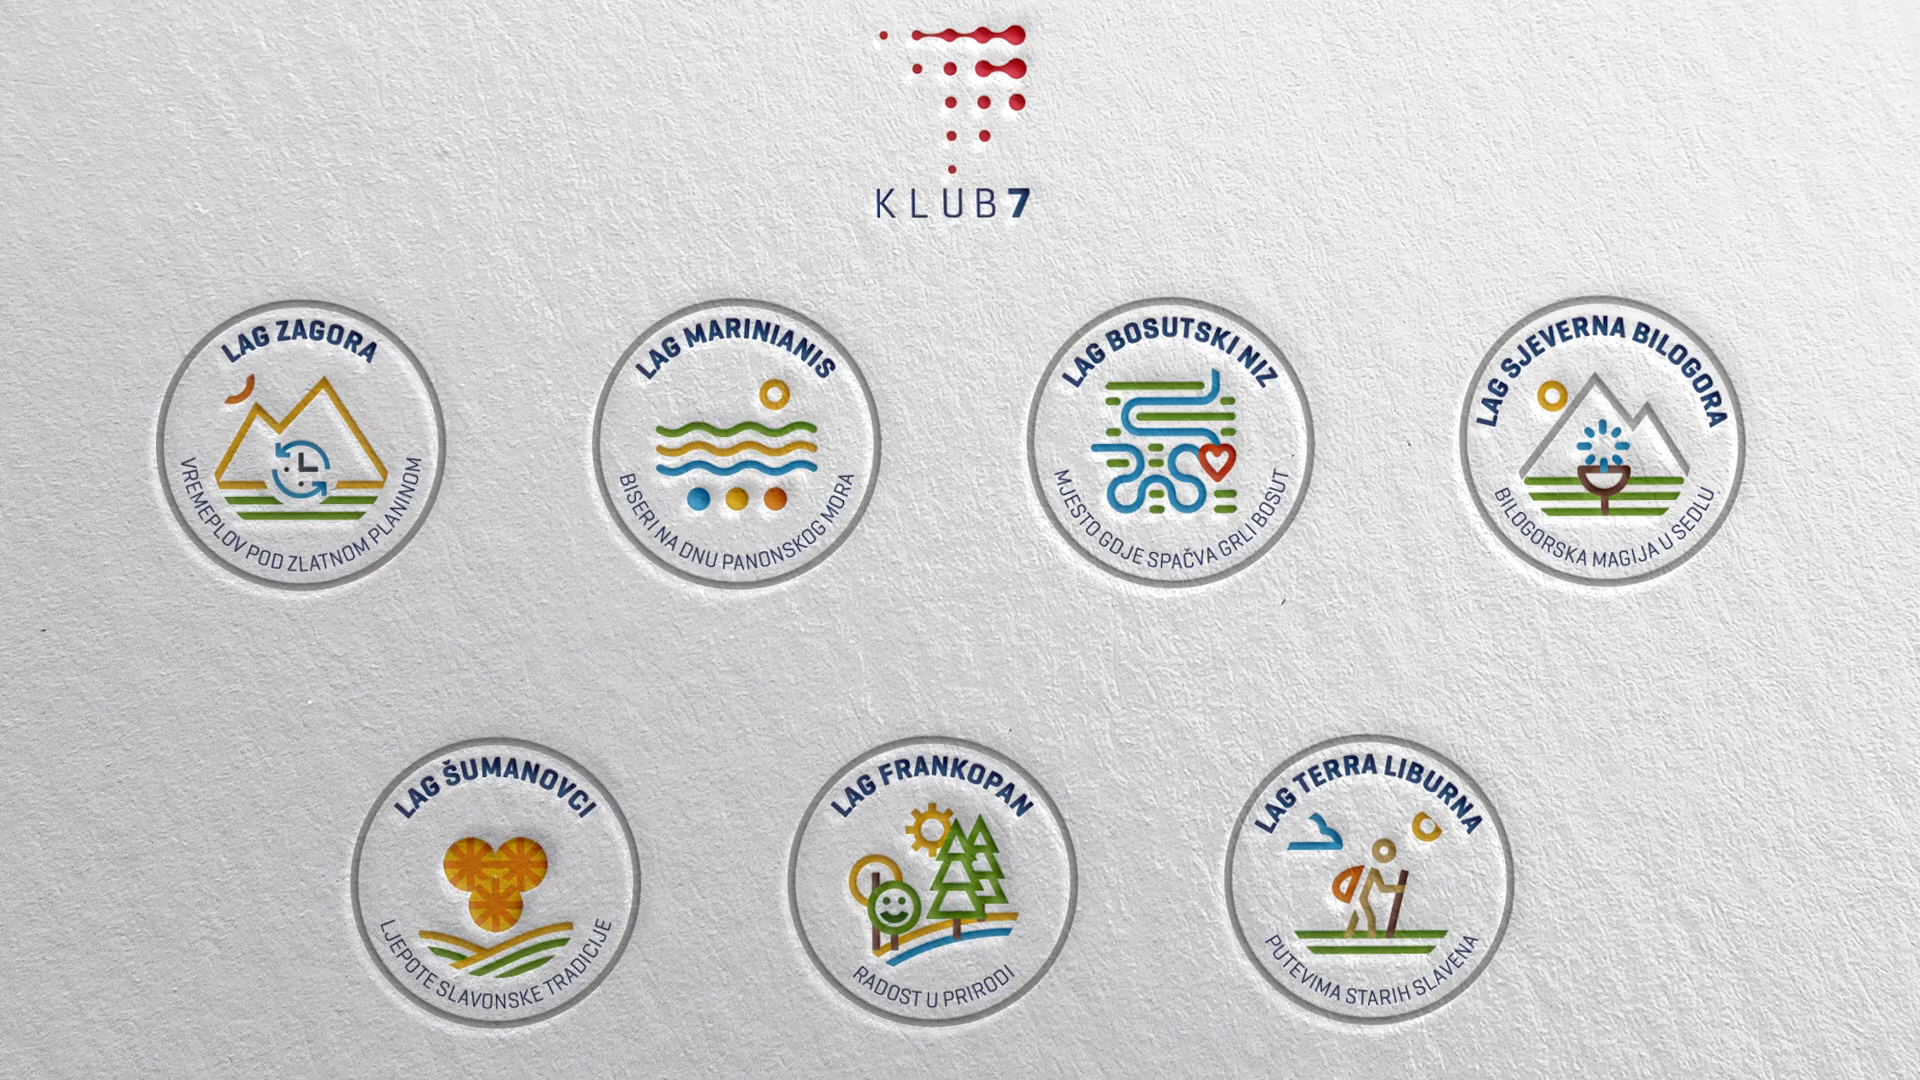 KLUB7
LAG ZAGORA
VREMEPLOV POD ZLATNOM PLANINOM
LAG MARINIANIS
BISERI NA DNU PANONSKOG MORA
LAG BOSUTSKI NIZ
MJESTO GDJE SPAČVA GRLI BOSUT
LAG SJEVERNA BILOGORA
BILOGORSKA MAGIJA U SEDLU
LAG ŠUMANOVCI
LJEPOTE SLAVONSKE TRADICIJE
LAG FRANKOPAN
RADOST U PRIRODI
LAG TERRA LIBURNA
PUTEVIMA STARIH SLAVENA